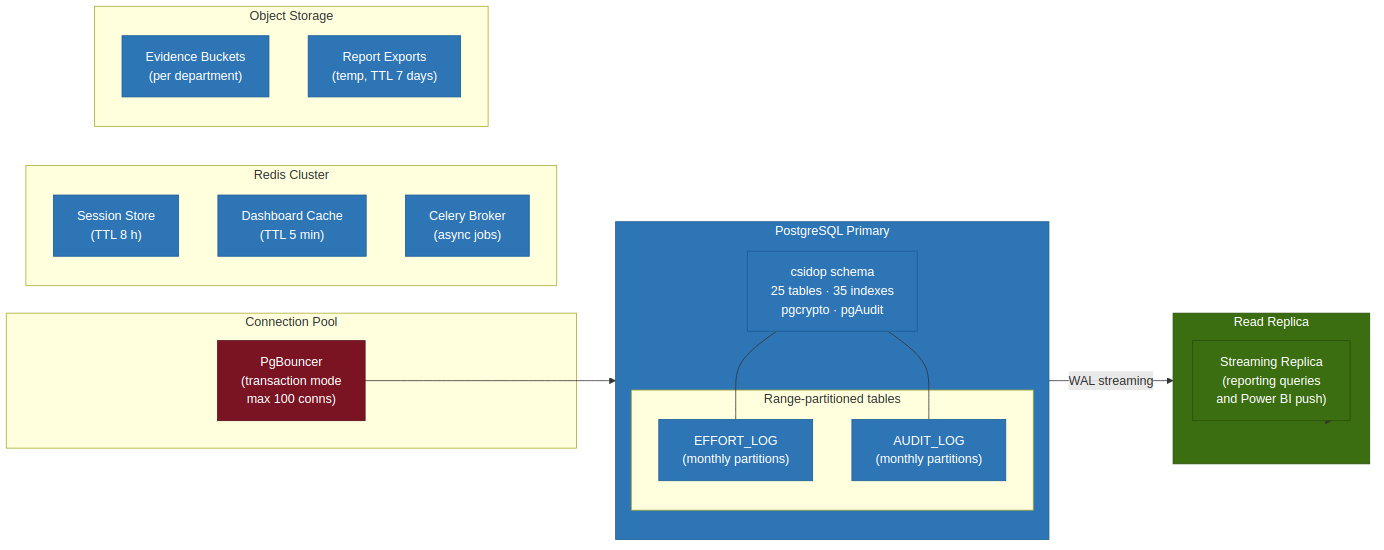 Object Storage
Evidence Buckets
(per department)
Report Exports
(temp, TTL 7 days)
Redis Cluster
Session Store
(TTL 8 h)
Dashboard Cache
(TTL 5 min)
Celery Broker
(async jobs)
Connection Pool
PgBouncer
(transaction mode
max 100 conns)
PostgreSQL Primary
csidop schema
25 tables · 35 indexes
pgcrypto · pgAudit
Range-partitioned tables
EFFORT_LOG
(monthly partitions)
AUDIT_LOG
(monthly partitions)
WAL streaming
Read Replica
Streaming Replica
(reporting queries
and Power BI push)